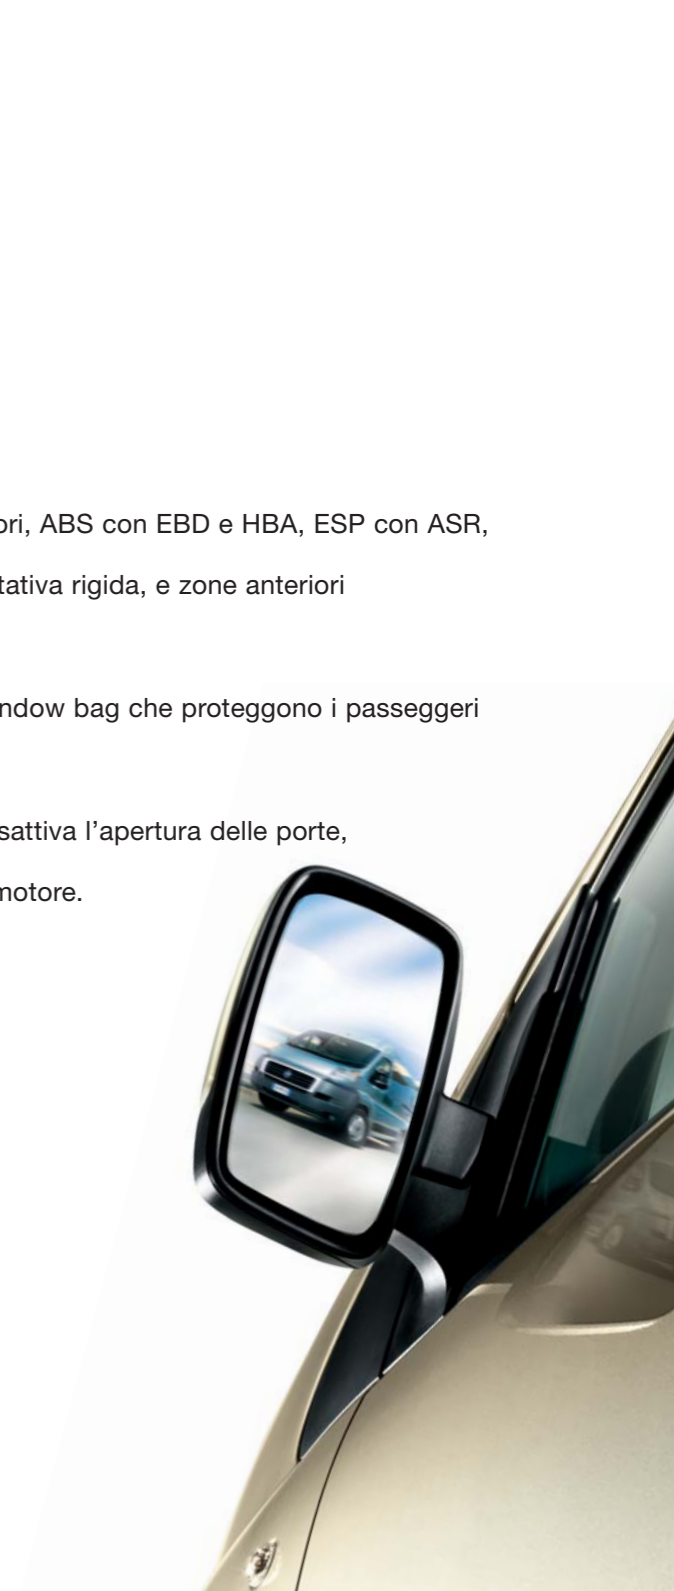 ori, ABS con EBD e HBA, ESP con ASR,
tativa rigida, e zone anteriori
ndow bag che proteggono i passeggeri
sattiva l’apertura delle porte,
motore.